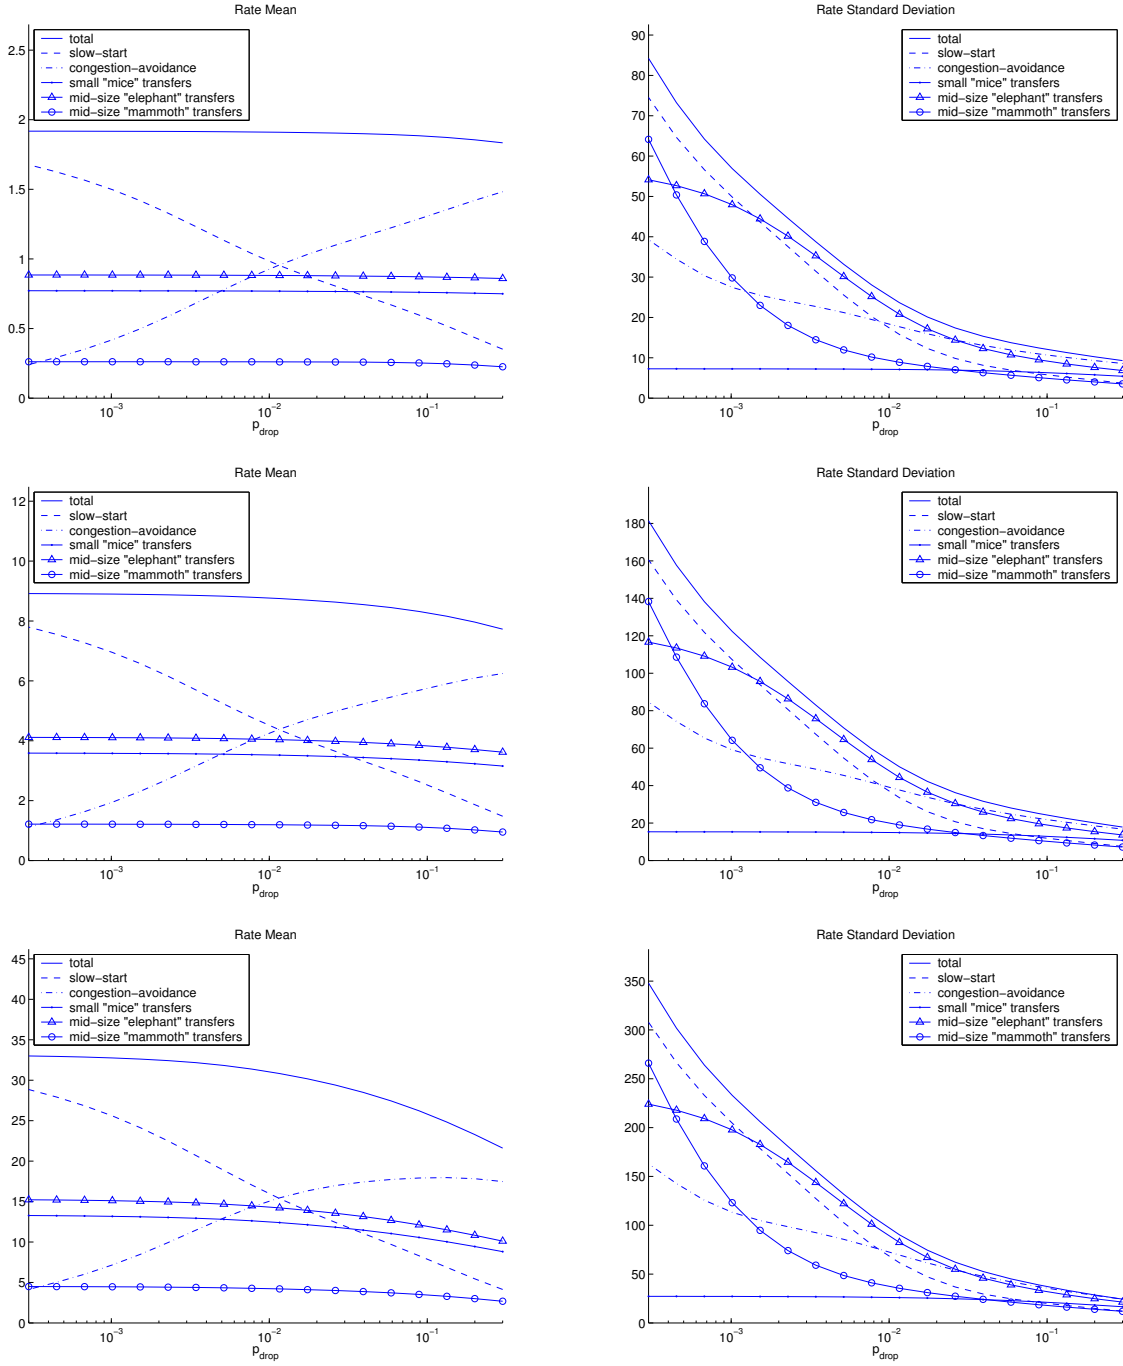 Rate Mean
total
slow-start
congestion-avoidance
small "mice" transfers
mid-size "elephant" transfers
mid-size "mammoth" transfers
2.5
2
1.5
1
0.5
0
10^-3
10^-2
10^-1
p_drop
Rate Standard Deviation
total
slow-start
congestion-avoidance
small "mice" transfers
mid-size "elephant" transfers
mid-size "mammoth" transfers
90
80
70
60
50
40
30
20
10
0
10^-3
10^-2
10^-1
p_drop
Rate Mean
total
slow-start
congestion-avoidance
small "mice" transfers
mid-size "elephant" transfers
mid-size "mammoth" transfers
12
10
8
6
4
2
0
10^-3
10^-2
10^-1
p_drop
Rate Standard Deviation
total
slow-start
congestion-avoidance
small "mice" transfers
mid-size "elephant" transfers
mid-size "mammoth" transfers
180
160
140
120
100
80
60
40
20
0
10^-3
10^-2
10^-1
p_drop
Rate Mean
total
slow-start
congestion-avoidance
small "mice" transfers
mid-size "elephant" transfers
mid-size "mammoth" transfers
45
40
35
30
25
20
15
10
5
0
10^-3
10^-2
10^-1
p_drop
Rate Standard Deviation
total
slow-start
congestion-avoidance
small "mice" transfers
mid-size "elephant" transfers
mid-size "mammoth" transfers
350
300
250
200
150
100
50
0
10^-3
10^-2
10^-1
p_drop